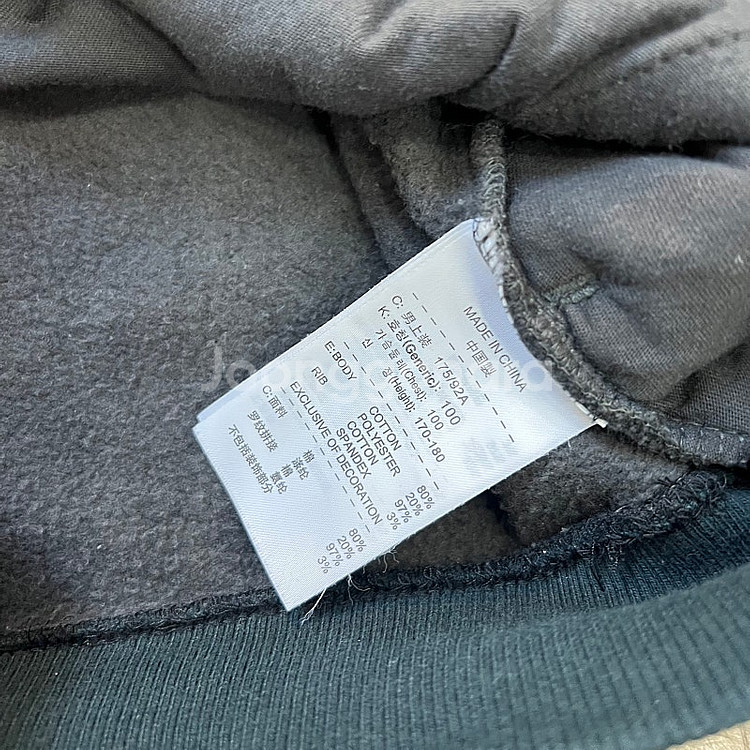 MADE IN CHINA
中国製
C: 男上装 175/92A
K: 호칭(Generic): 100
가슴둘레(Chest): 100
신 장(Height): 170-180
E:BODY COTTON 80%
POLYESTER 20%
RIB COTTON 97%
SPANDEX 3%
EXCLUSIVE OF DECORATION
C:面料 棉 80%
涤纶 20%
罗纹拼接 棉 97%
氨纶 3%
不包括装饰部分